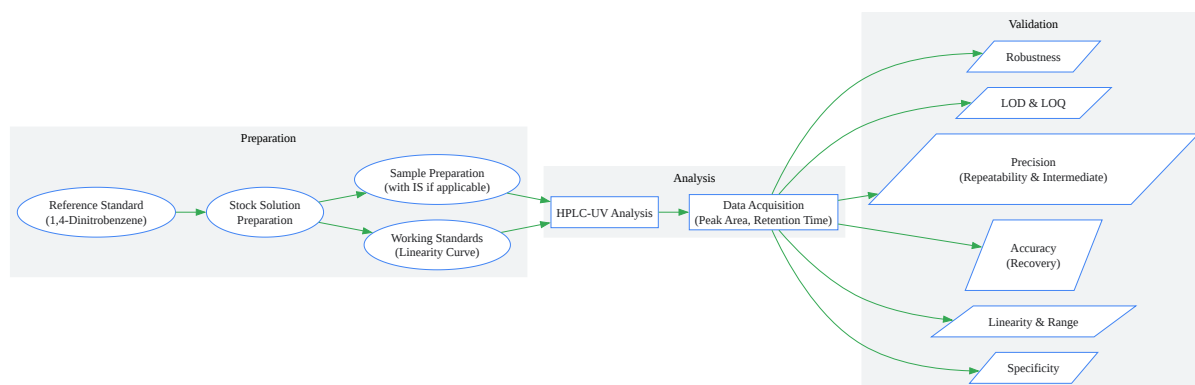 Preparation
Reference Standard
(1,4-Dinitrobenzene)
Stock Solution
Preparation
Sample Preparation
(with IS if applicable)
Working Standards
(Linearity Curve)
Analysis
HPLC-UV Analysis
Data Acquisition
(Peak Area, Retention Time)
Validation
Robustness
LOD & LOQ
Precision
(Repeatability & Intermediate)
Accuracy
(Recovery)
Linearity & Range
Specificity